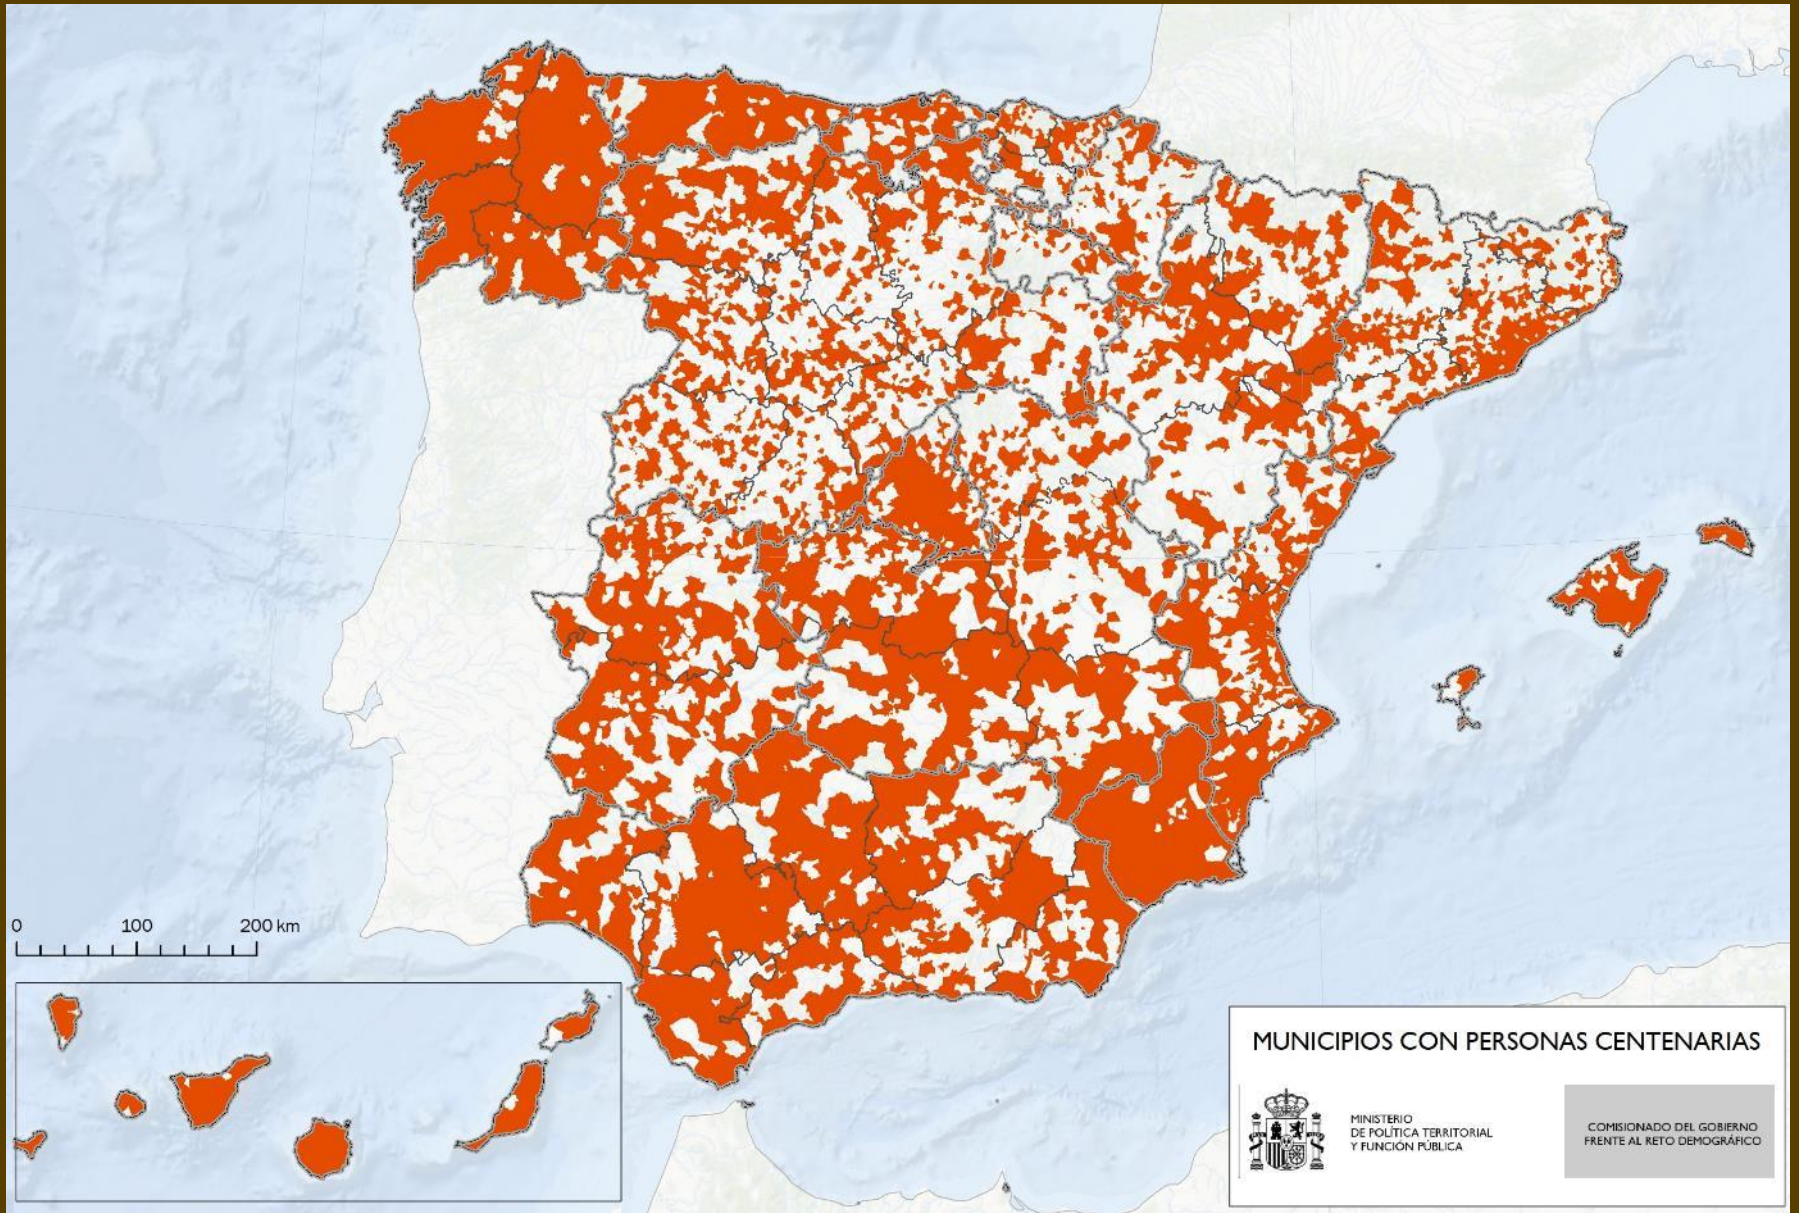 0 100 200 km
MUNICIPIOS CON PERSONAS CENTENARIAS
MINISTERIO
DE POLÍTICA TERRITORIAL
Y FUNCIÓN PÚBLICA
COMISIONADO DEL GOBIERNO
FRENTE AL RETO DEMOGRÁFICO